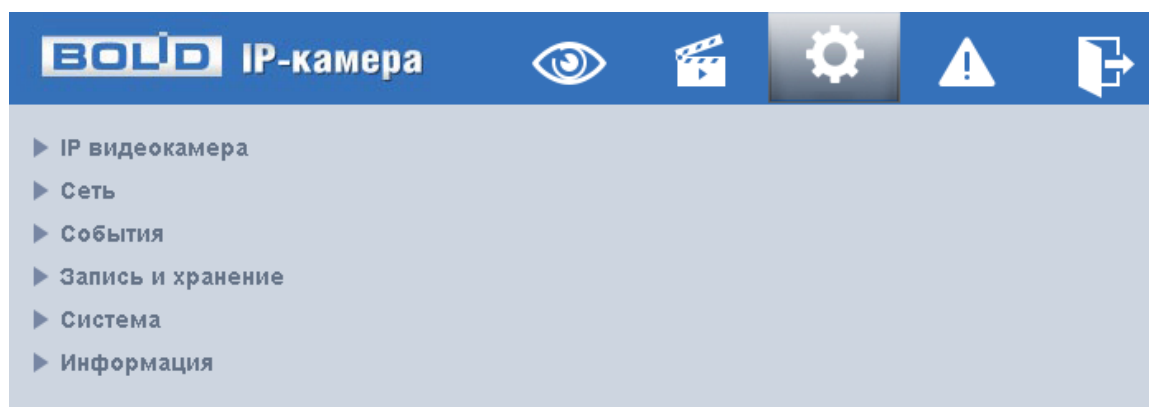 BOLID IP-камера
IP видеокамера
Сеть
События
Запись и хранение
Система
Информация